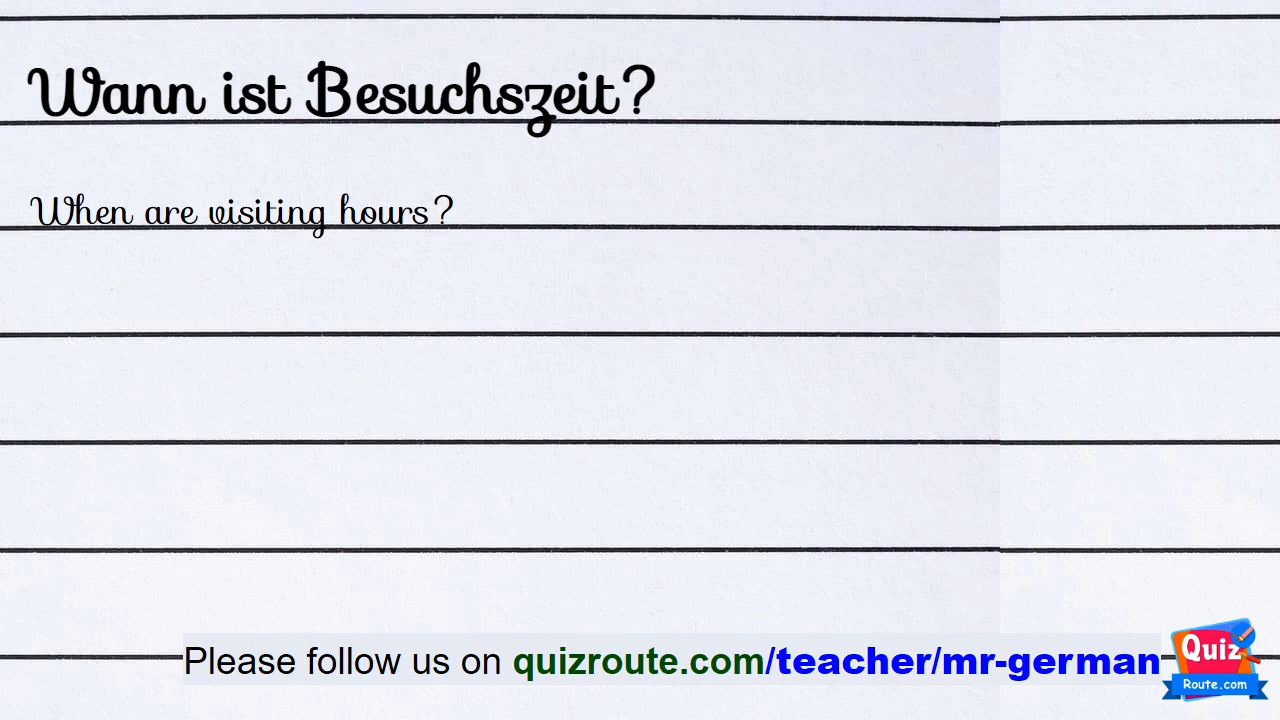 Wann ist Besuchszeit?
When are visiting hours?
Please follow us on quizroute.com/teacher/mr-german
Quiz
Route.com